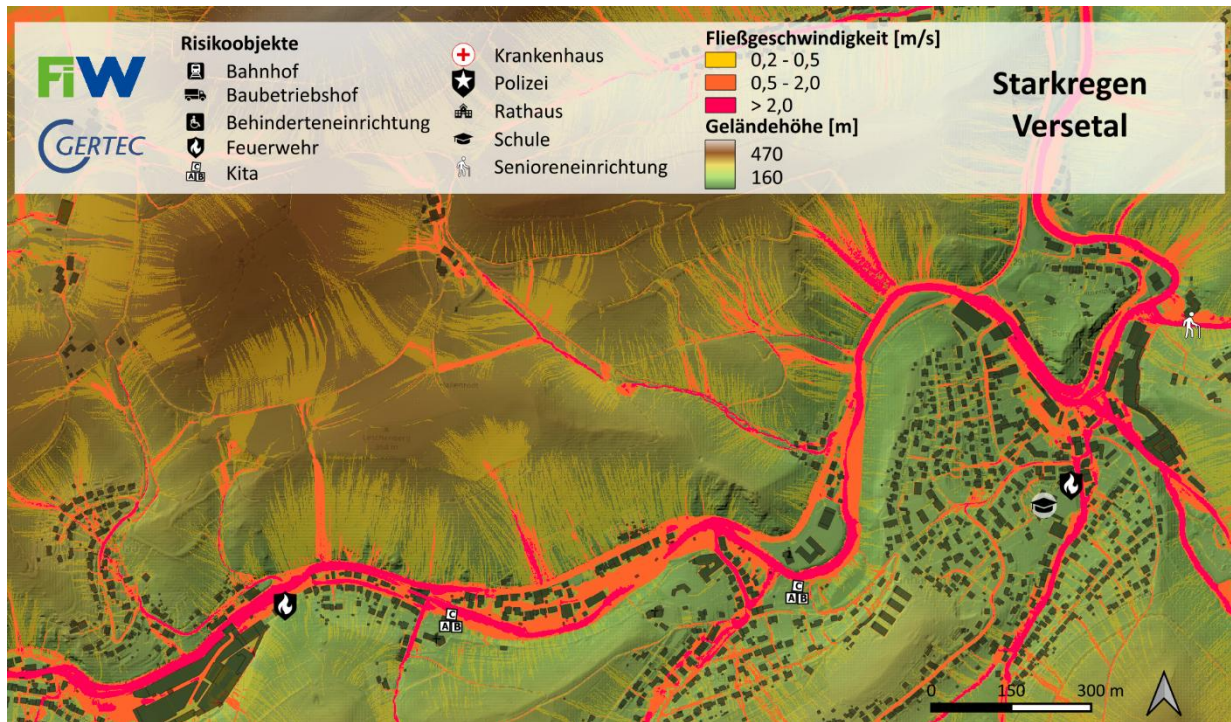 FiW
GERTEC
Risikoobjekte
Bahnhof
Baubetriebshof
Behinderteneinrichtung
Feuerwehr
Kita
Krankenhaus
Polizei
Rathaus
Schule
Senioreneinrichtung
Fließgeschwindigkeit [m/s]
0,2 - 0,5
0,5 - 2,0
> 2,0
Geländehöhe [m]
470
160
Starkregen
Versetal
0 150 300 m